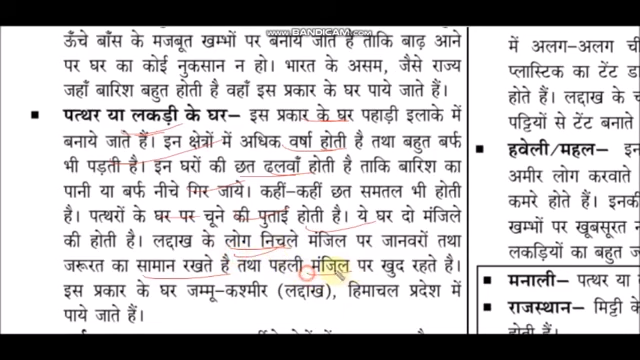 www.BANDICAM.com
ऊँचे बाँस के मजबूत खम्भों पर बनाये जाते हैं ताकि बाढ़ आने
पर घर का कोई नुकसान न हो। भारत के असम, जैसे राज्य
जहाँ बारिश बहुत होती है वहाँ इस प्रकार के घर पाये जाते हैं।
▪ पत्थर या लकड़ी के घर - इस प्रकार के घर पहाड़ी इलाके में
बनाये जाते हैं। इन क्षेत्रों में अधिक वर्षा होती है तथा बहुत बर्फ
भी पड़ती है। इन घरों की छत ढलवाँ होती है ताकि बारिश का
पानी या बर्फ नीचे गिर जायें। कहीं-कहीं छत समतल भी होती
है। पत्थरों के घर पर चूने की पुताई होती है। ये घर दो मंजिले
की होती है। लद्दाख के लोग निचले मंजिल पर जानवरों तथा
जरूरत का सामान रखते है तथा पहली मंजिल पर खुद रहते है।
इस प्रकार के घर जम्मू-कश्मीर (लद्दाख), हिमाचल प्रदेश में
पाये जाते हैं।
में अलग-अलग ची
प्लास्टिक का टेंट ड
होते हैं। लद्दाख के च
पट्टियों से टेंट बनाते
▪ हवेली/महल- इन
अमीर लोग करवाते
कमरे होते हैं। इनकी
खम्भों पर खूबसूरत न
लकड़ियों का बहुत ज
▪ मनाली- पत्थर या ल
▪ राजस्थान- मिट्टी के
होती हैं।